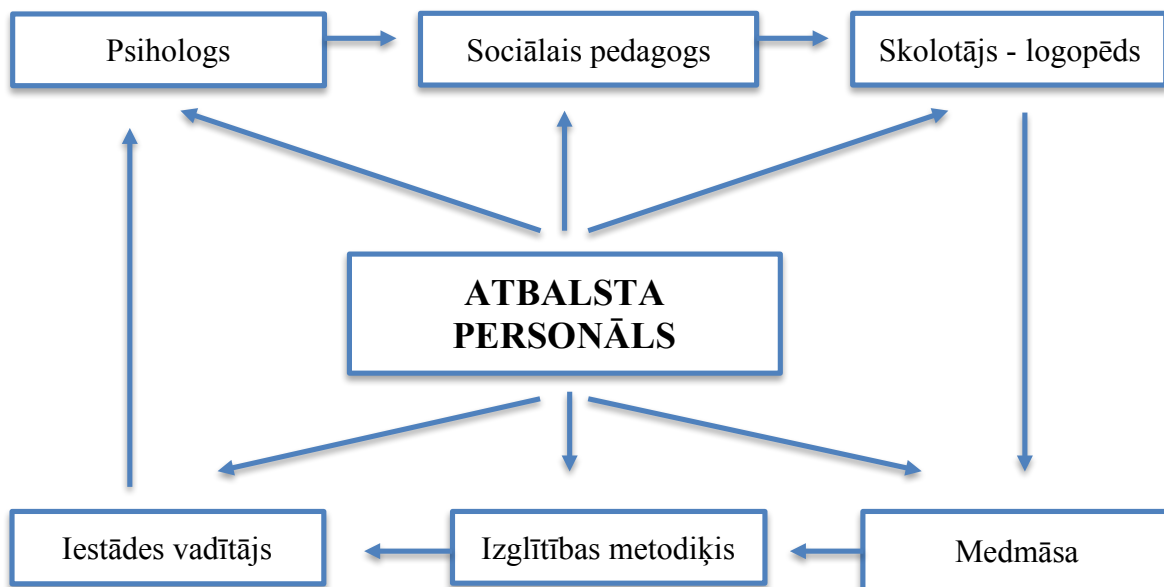 Psihologs
Sociālais pedagogs
Skolotājs - logopēds
ATBALSTA
PERSONĀLS
Iestādes vadītājs
Izglītības metodiķis
Medmāsa